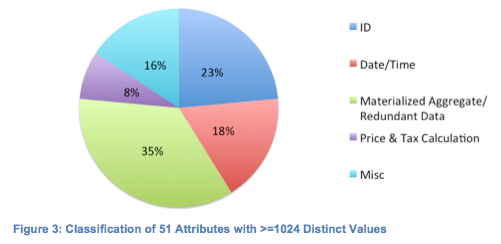 ID
Date/Time
Materialized Aggregate/
Redundant Data
Price & Tax Calculation
Misc
23%
18%
35%
8%
16%
Figure 3: Classification of 51 Attributes with >=1024 Distinct Values